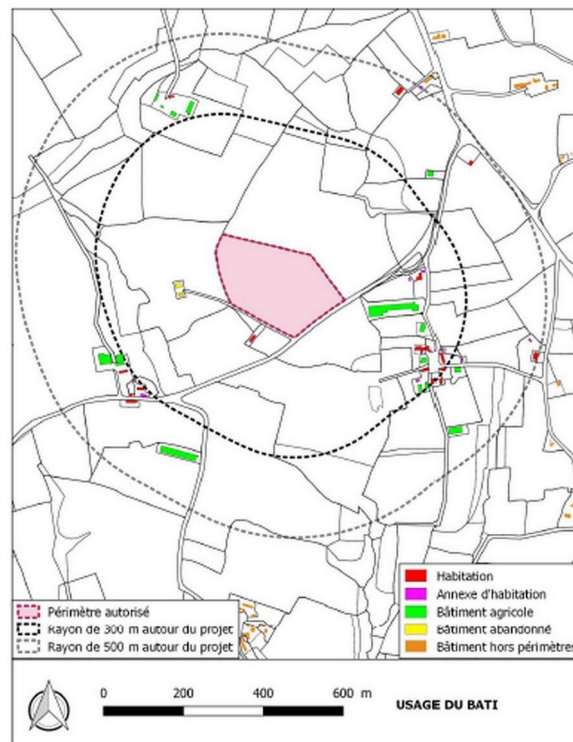 Habitation
Annexe d'habitation
Bâtiment agricole
Bâtiment abandonné
Bâtiment hors périmètres
Périmètre autorisé
Rayon de 300 m autour du projet
Rayon de 500 m autour du projet
0 200 400 600 m
USAGE DU BATI